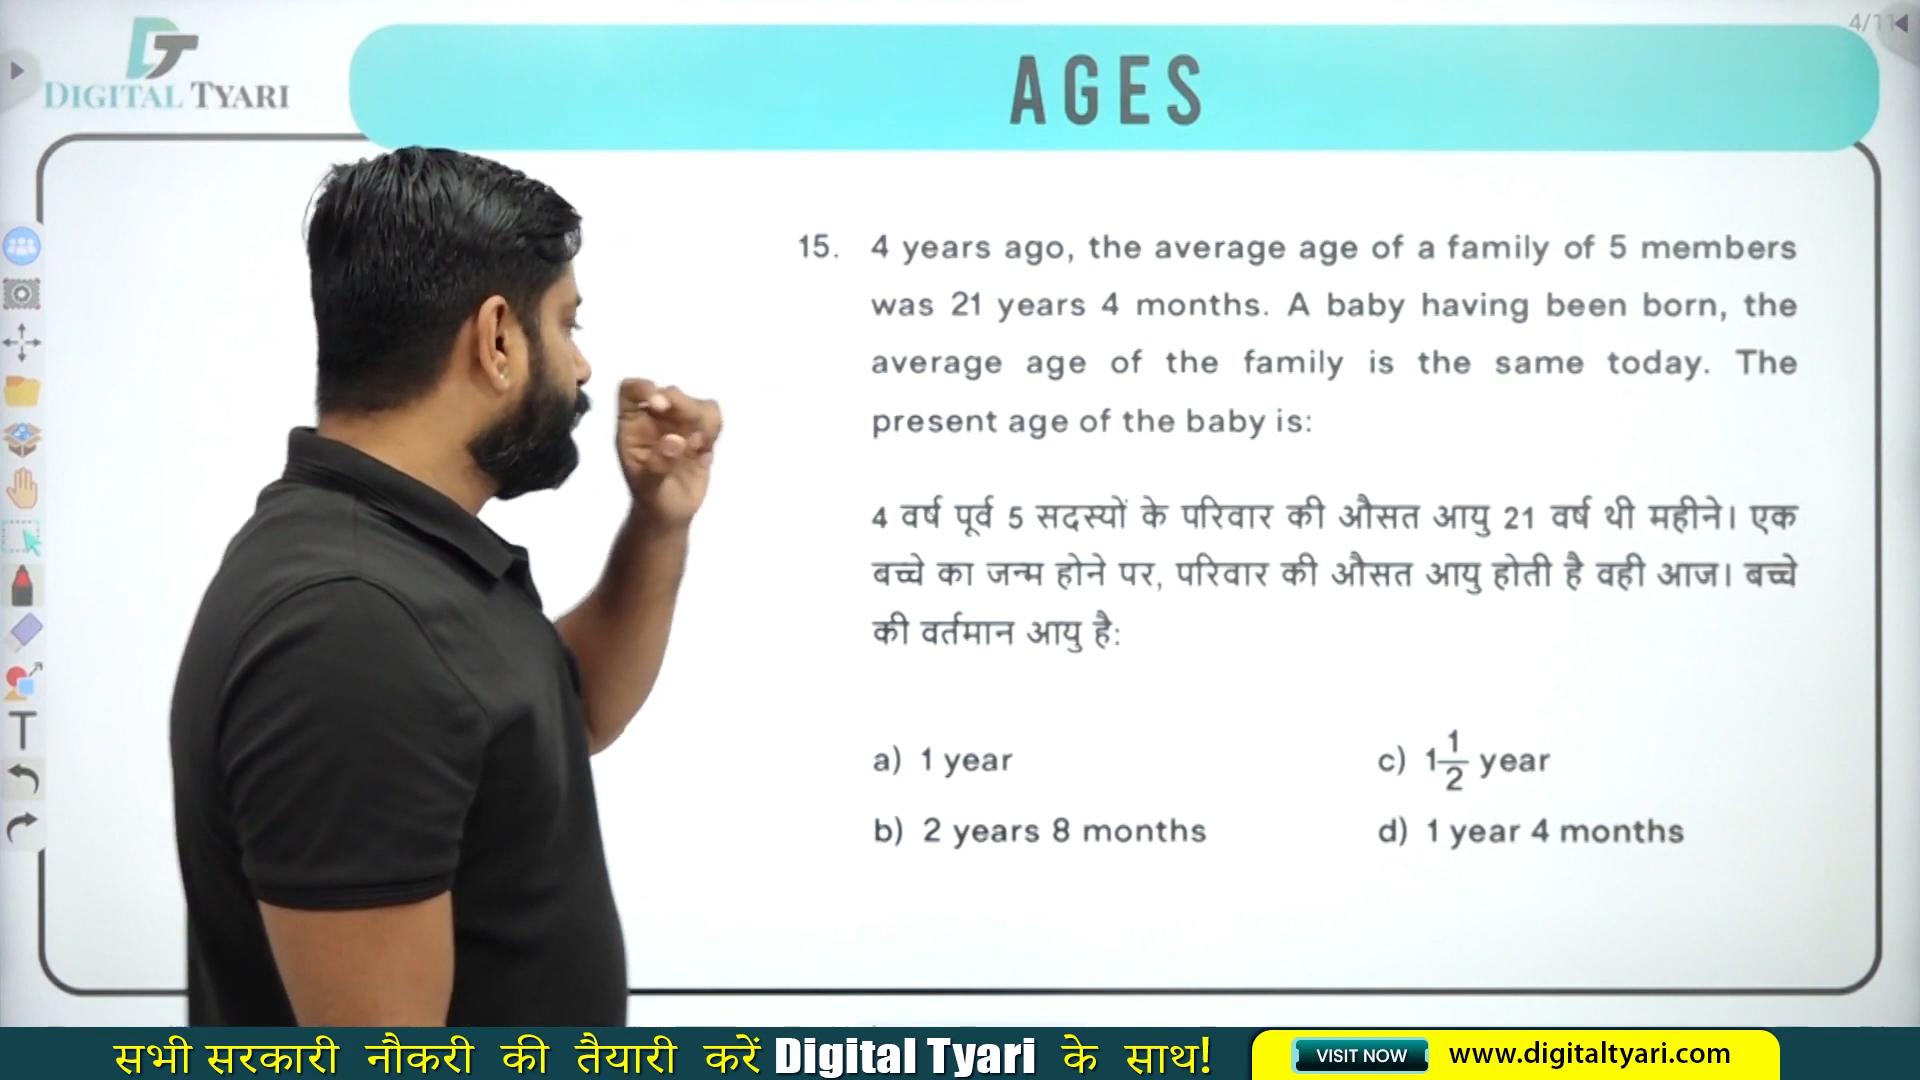 4/11
DT
DIGITAL TYARI
AGES
15. 4 years ago, the average age of a family of 5 members
was 21 years 4 months. A baby having been born, the
average age of the family is the same today. The
present age of the baby is:
4 वर्ष पूर्व 5 सदस्यों के परिवार की औसत आयु 21 वर्ष थी महीने। एक
बच्चे का जन्म होने पर, परिवार की औसत आयु होती है वही आज। बच्चे
की वर्तमान आयु है:
a) 1 year
c) 1 1/2 year
b) 2 years 8 months
d) 1 year 4 months
T
सभी सरकारी नौकरी की तैयारी करें Digital Tyari के साथ!
VISIT NOW
www.digitaltyari.com